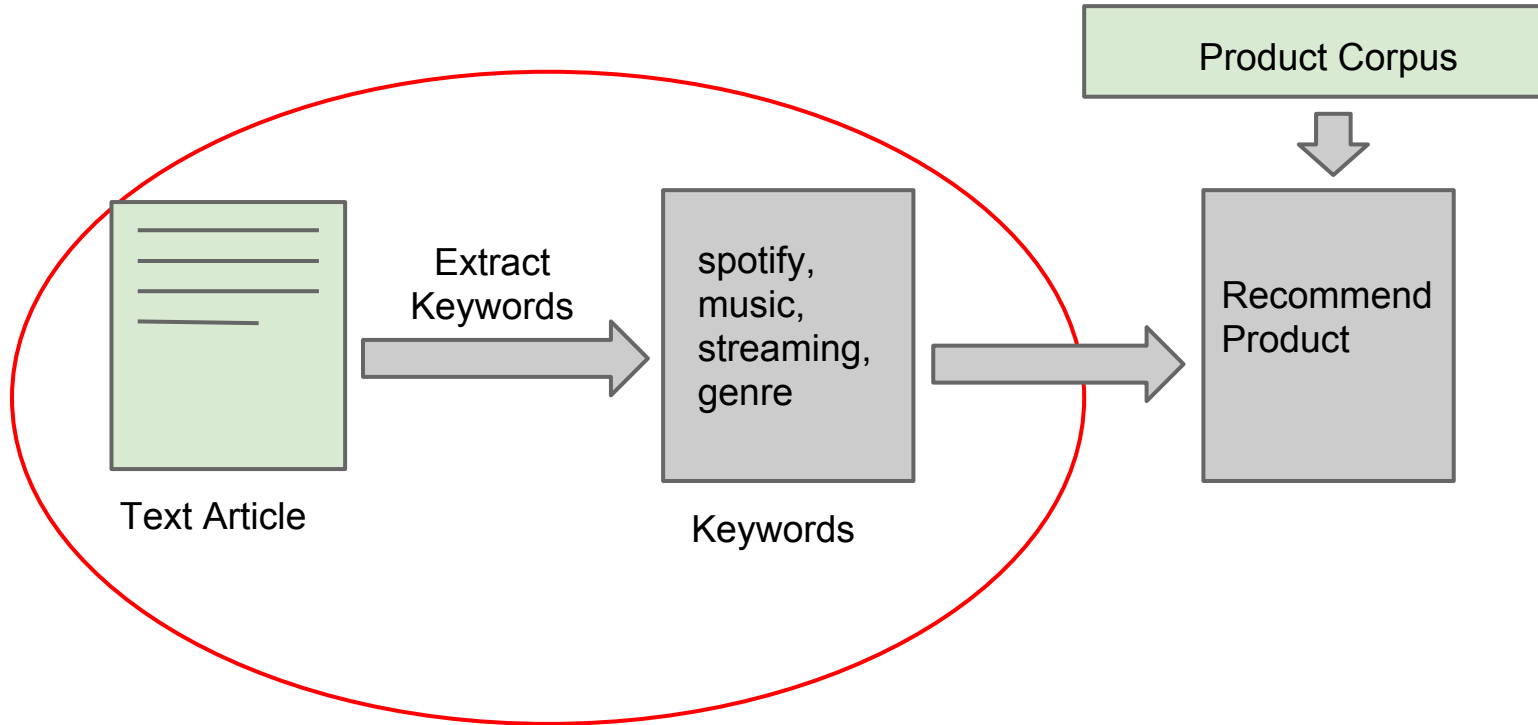 Product Corpus
Extract
Keywords
spotify,
music,
streaming,
genre
Recommend
Product
Text Article
Keywords